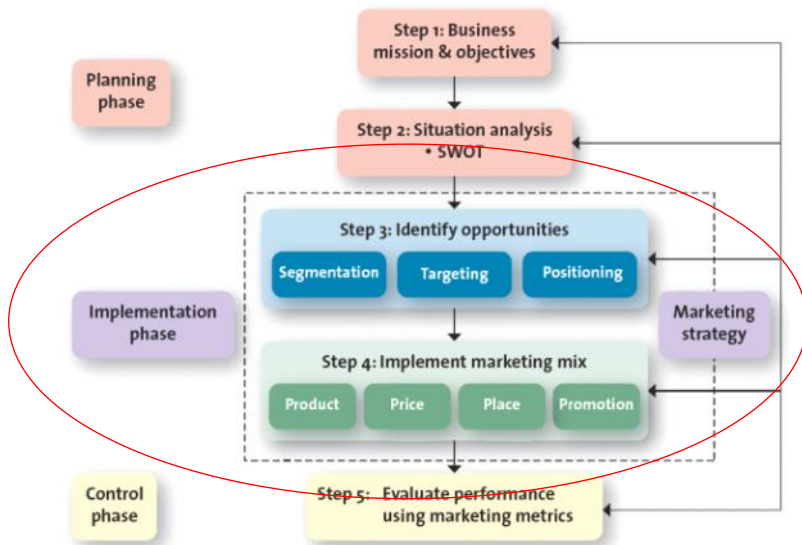 Step 1: Business
mission & objectives
Planning
phase
Step 2: Situation analysis
• SWOT
Step 3: Identify opportunities
Segmentation
Targeting
Positioning
Implementation
phase
Marketing
strategy
Step 4: Implement marketing mix
Product
Price
Place
Promotion
Control
phase
Step 5: Evaluate performance
using marketing metrics